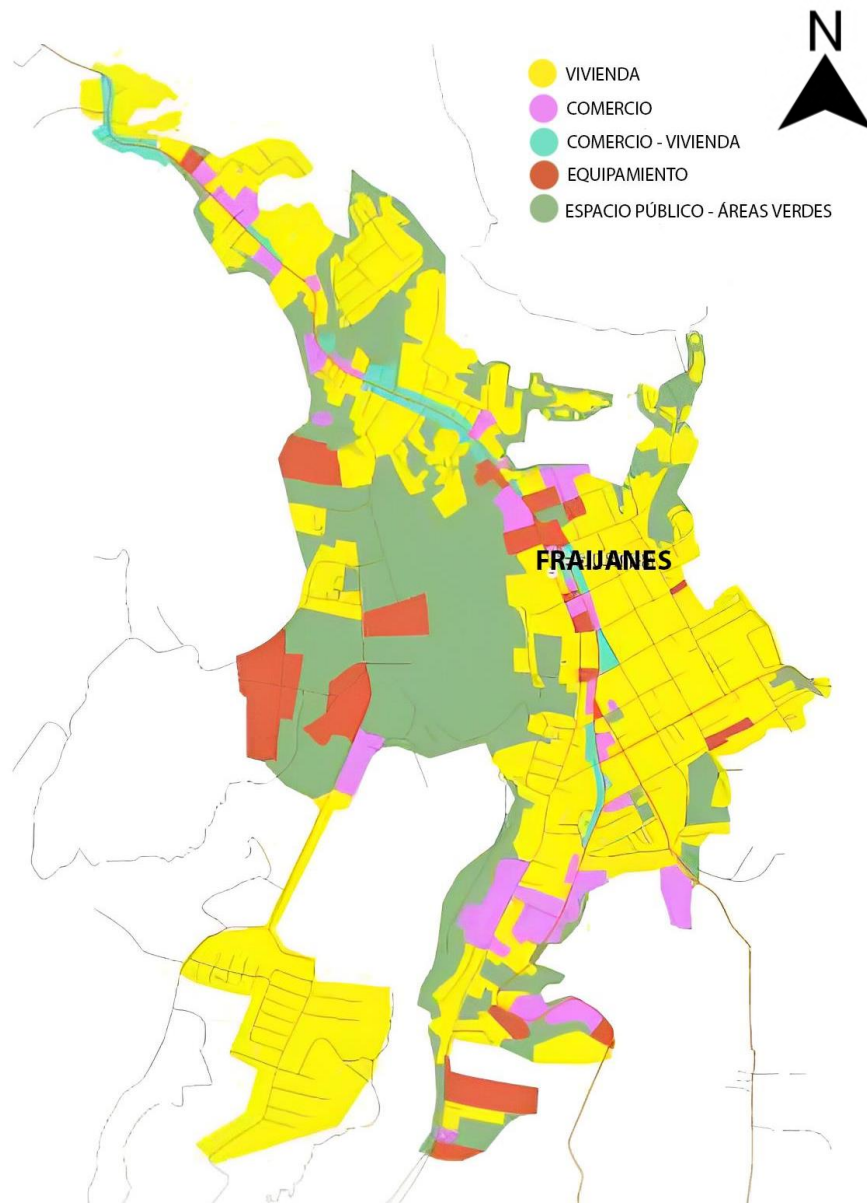 N
VIVIENDA
COMERCIO
COMERCIO - VIVIENDA
EQUIPAMIENTO
ESPACIO PÚBLICO - ÁREAS VERDES
FRAIJANES